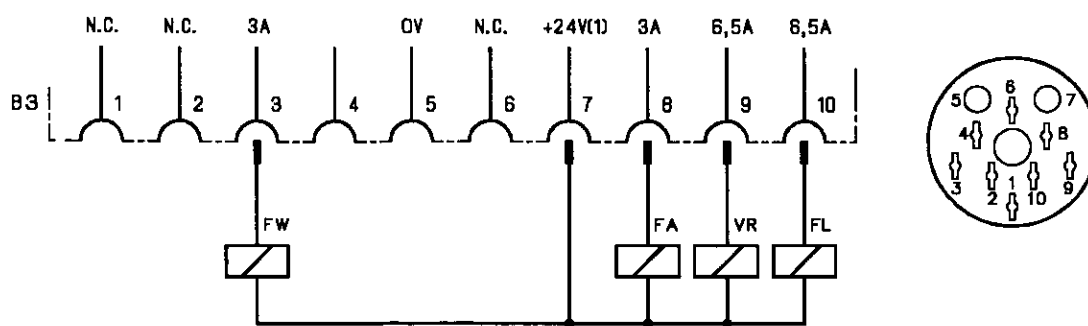 N.C. N.C. 3A 0V N.C. +24V(1) 3A 6,5A 6,5A
B3 1 2 3 4 5 6 7 8 9 10
FW FA VR FL
5 6 7
4 8
3 2 1 10 9